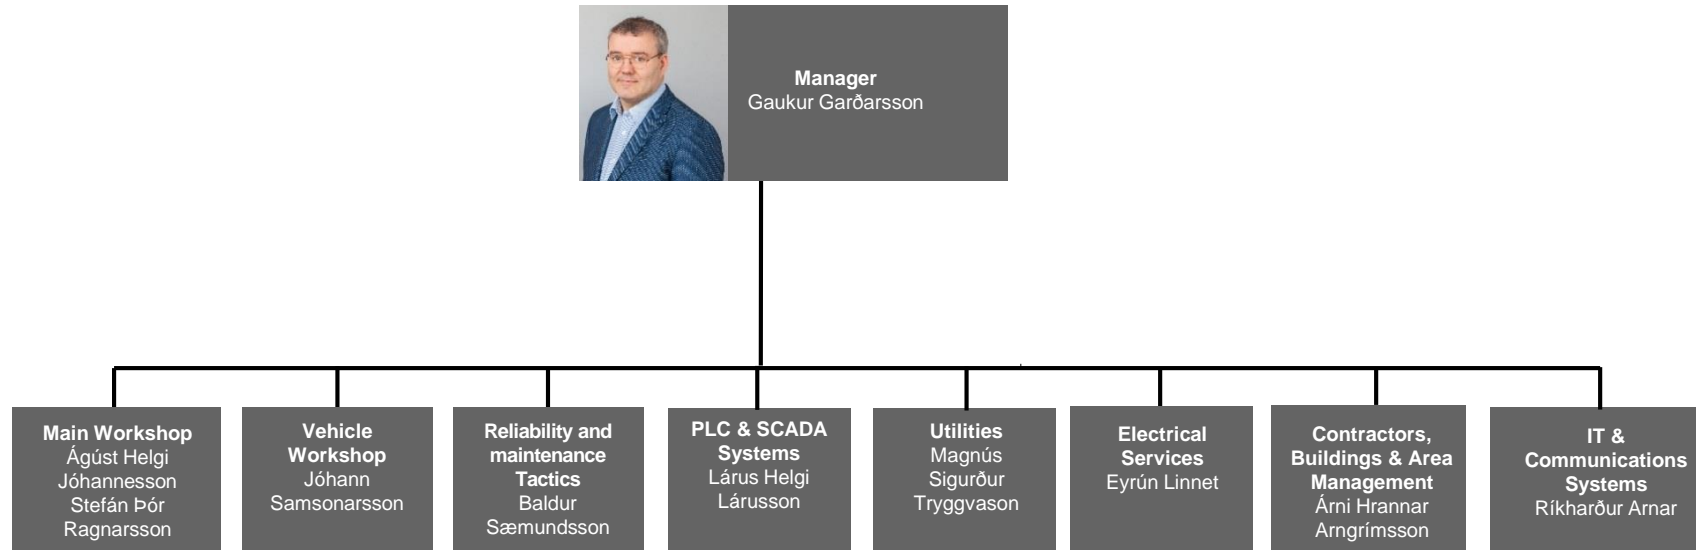 Manager
Gaukur Garðarsson
Main Workshop
Ágúst Helgi
Jóhannesson
Stefán Þór
Ragnarsson
Vehicle
Workshop
Jóhann
Samsonarsson
Reliability and
maintenance
Tactics
Baldur
Sæmundsson
PLC & SCADA
Systems
Lárus Helgi
Lárusson
Utilities
Magnús
Sigurður
Tryggvason
Electrical
Services
Eyrún Linnet
Contractors,
Buildings & Area
Management
Árni Hrannar
Arngrímsson
IT &
Communications
Systems
Ríkharður Arnar